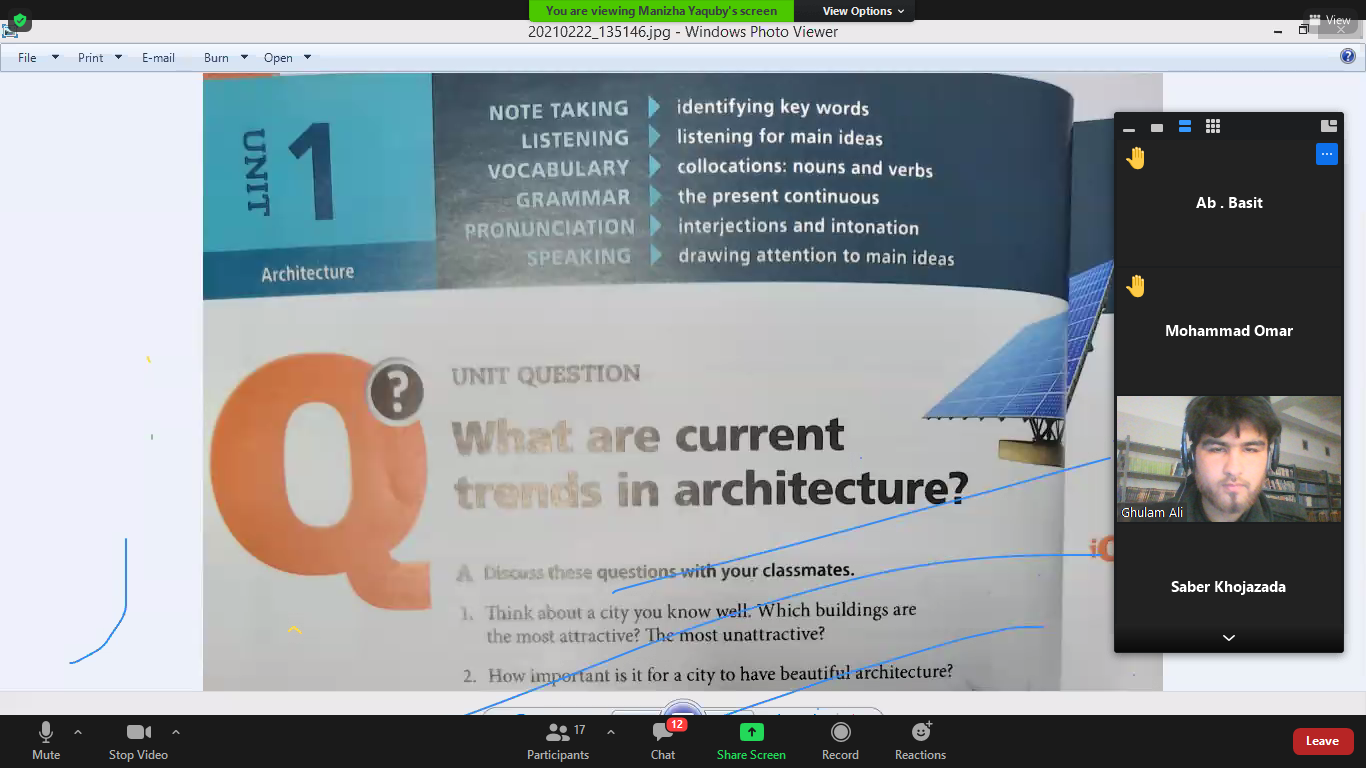 You are viewing Manizha Yaquby's screen
View Options
View
20210222_135146.jpg - Windows Photo Viewer
File Print E-mail Burn Open
UNIT 1
Architecture
NOTE TAKING identifying key words
LISTENING listening for main ideas
VOCABULARY collocations: nouns and verbs
GRAMMAR the present continuous
PRONUNCIATION interjections and intonation
SPEAKING drawing attention to main ideas
Q ?
UNIT QUESTION
What are current
trends in architecture?
A Discuss these questions with your classmates.
1. Think about a city you know well. Which buildings are
the most attractive? The most unattractive?
2. How important is it for a city to have beautiful architecture?
Ab . Basit
Mohammad Omar
Ghulam Ali
Saber Khojazada
Mute
Stop Video
Participants 17
Chat 12
Share Screen
Record
Reactions
Leave